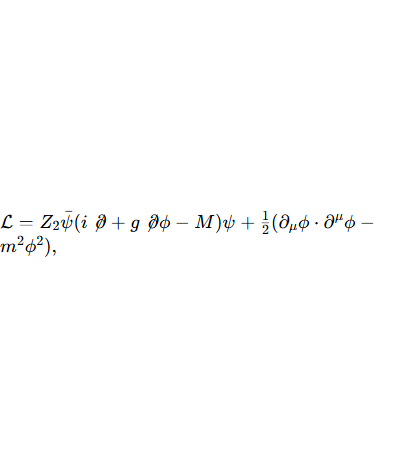 ℒ = Z₂ψ̄(i ∂̸ + g ∂̸ϕ − M)ψ + ½(∂_μϕ · ∂^μϕ −
m²ϕ²),